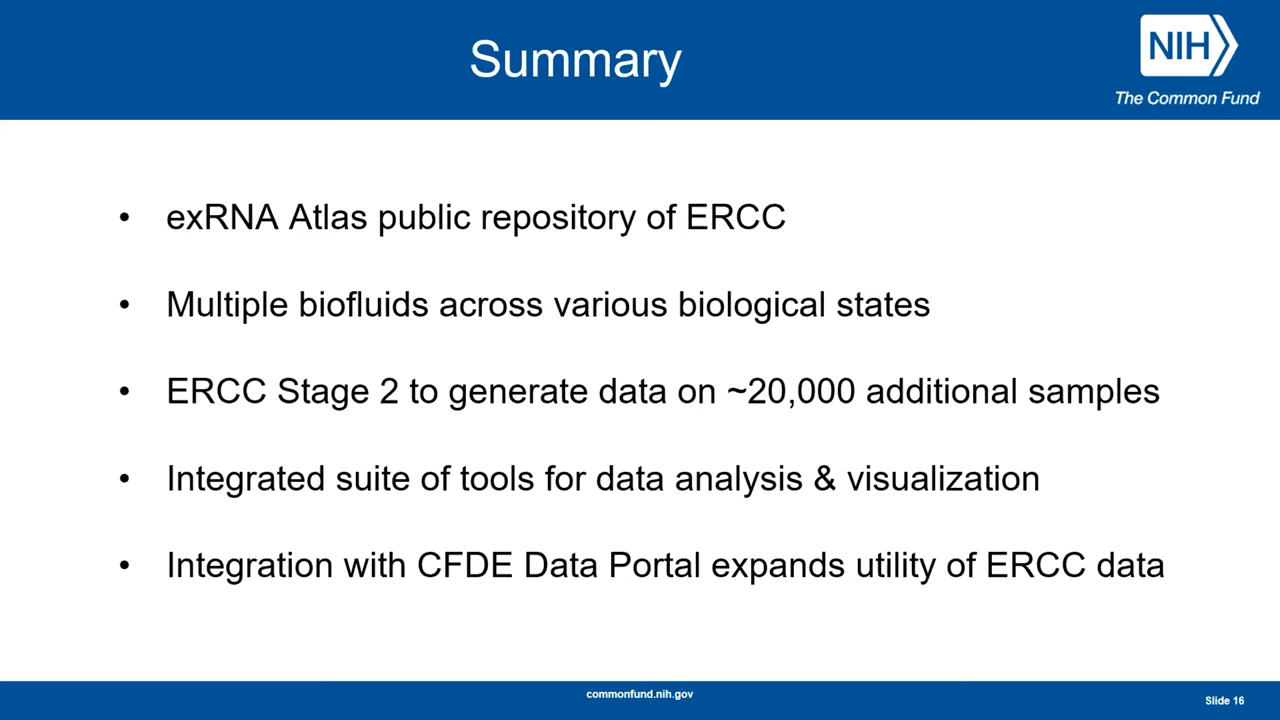 Summary
NIH
The Common Fund
• exRNA Atlas public repository of ERCC
• Multiple biofluids across various biological states
• ERCC Stage 2 to generate data on ~20,000 additional samples
• Integrated suite of tools for data analysis & visualization
• Integration with CFDE Data Portal expands utility of ERCC data
commonfund.nih.gov
Slide 16